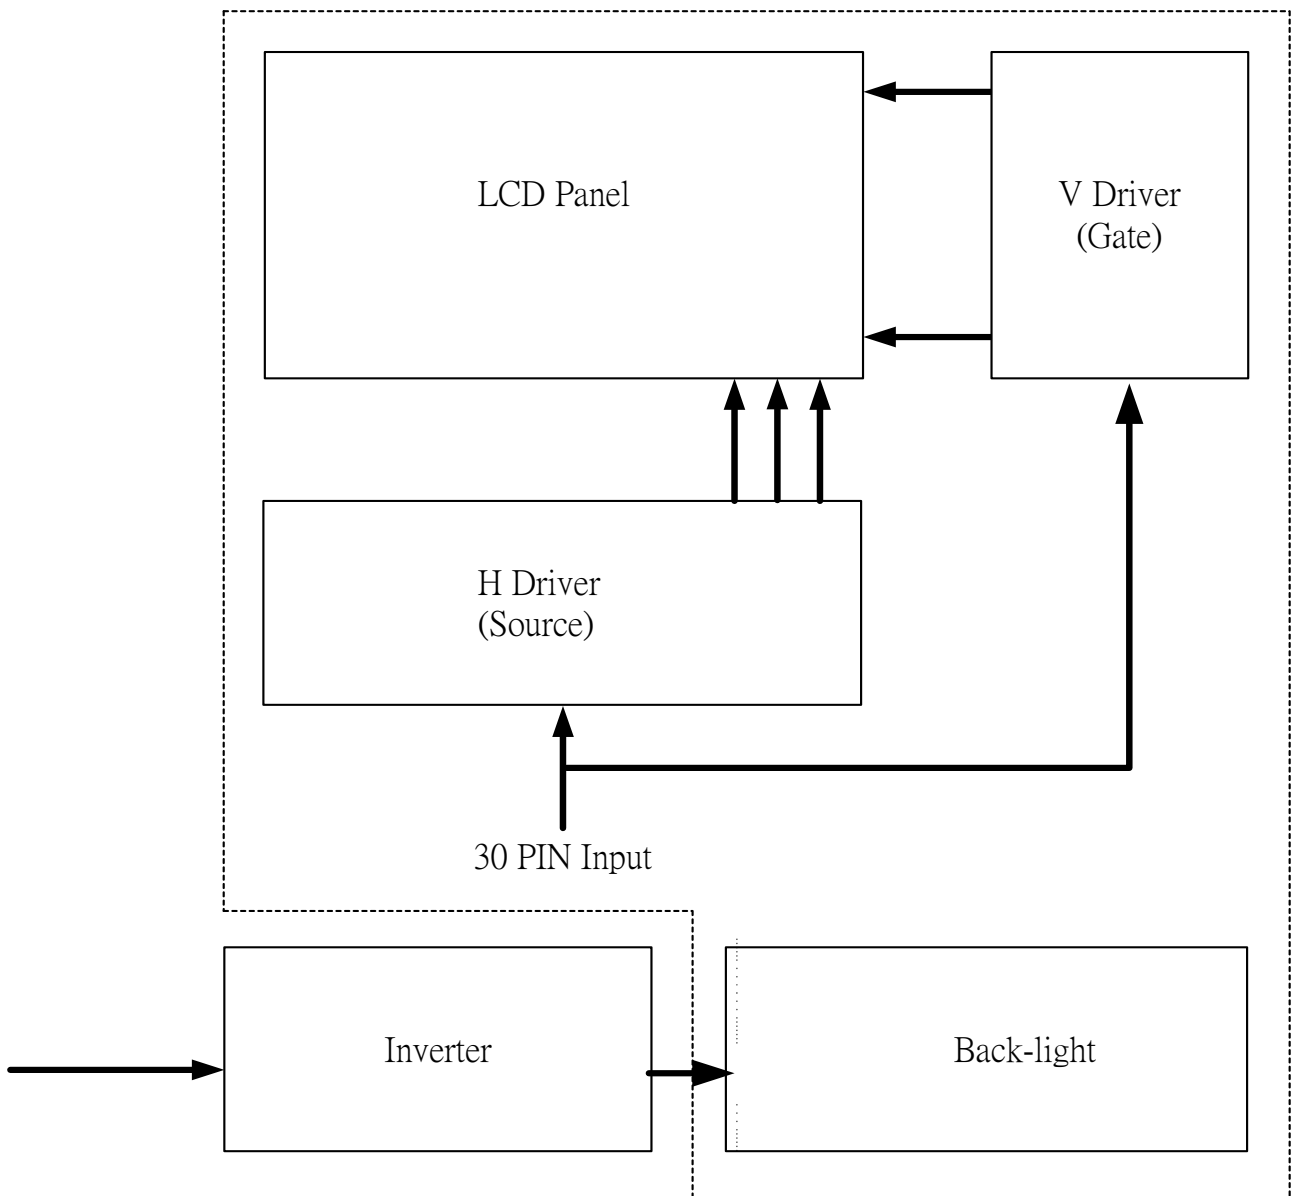 LCD Panel
V Driver
(Gate)
H Driver
(Source)
30 PIN Input
Inverter
Back-light